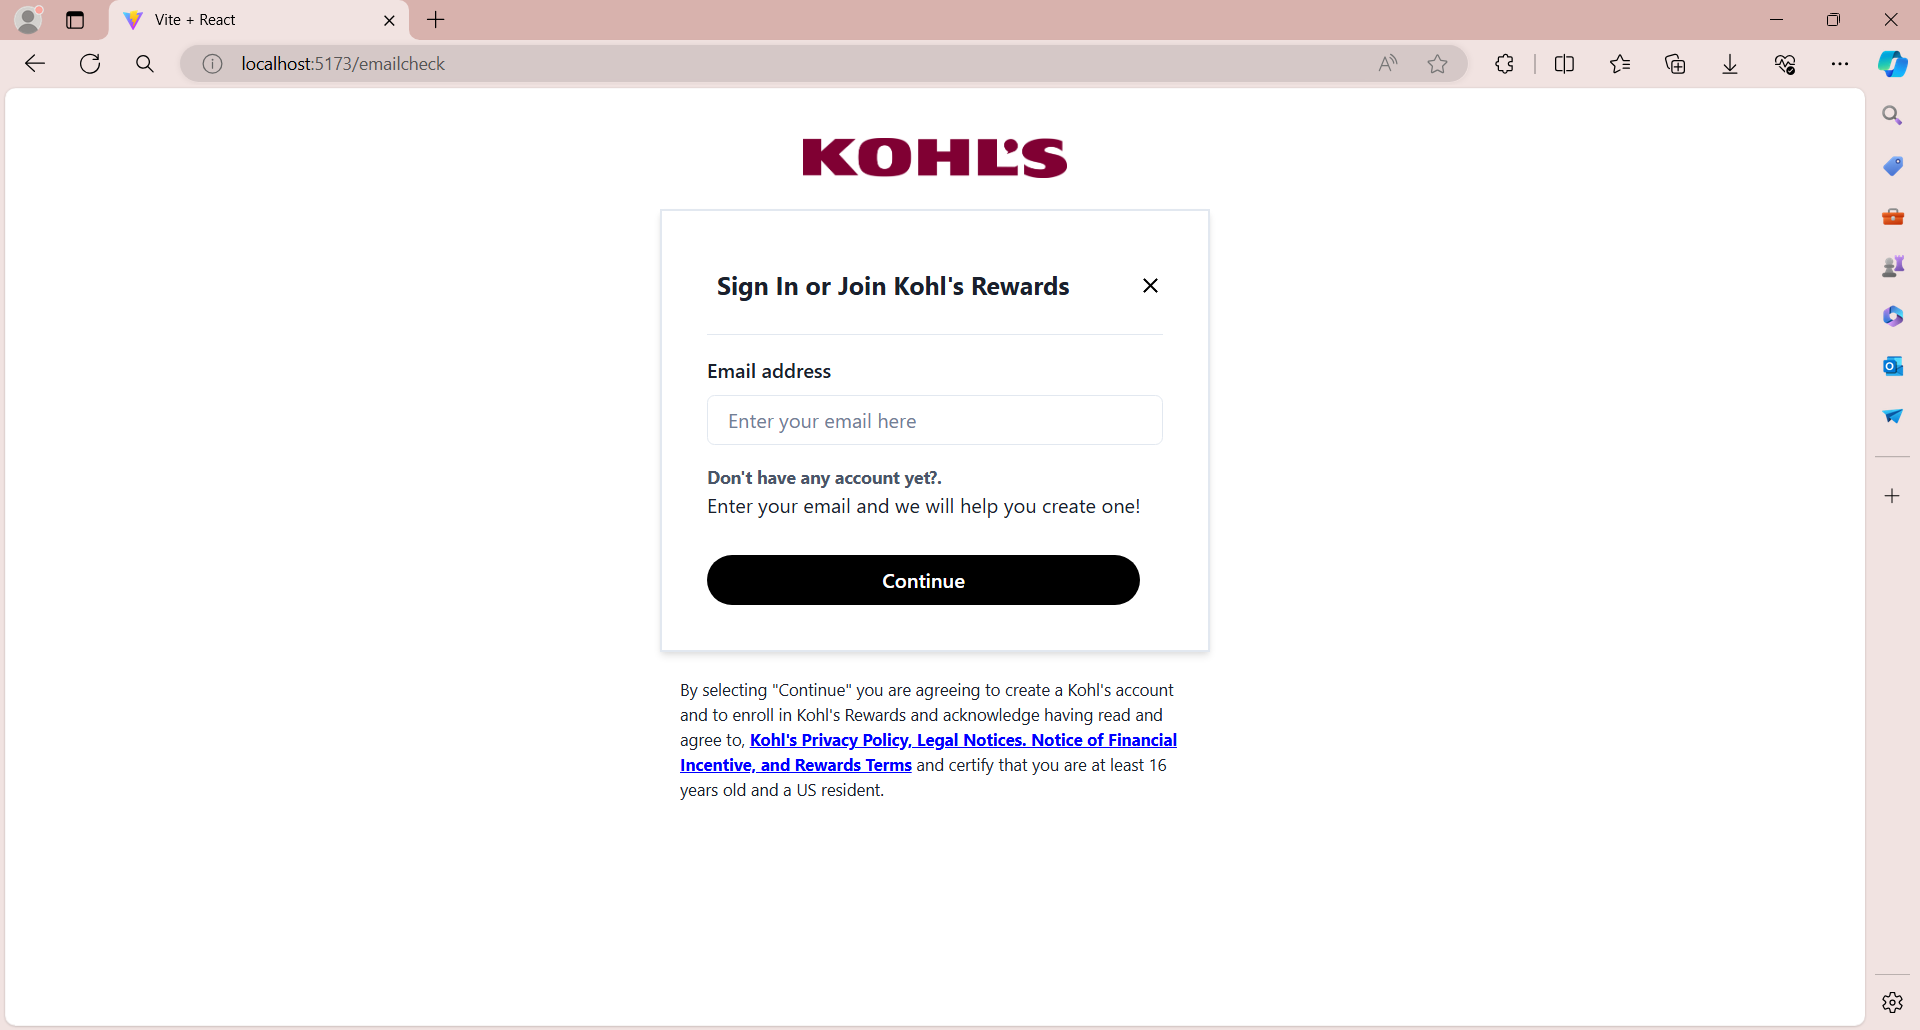 Vite + React
localhost:5173/emailcheck
KOHL'S
Sign In or Join Kohl's Rewards
Email address
Enter your email here
Don't have any account yet?.
Enter your email and we will help you create one!
Continue
By selecting "Continue" you are agreeing to create a Kohl's account
and to enroll in Kohl's Rewards and acknowledge having read and
agree to, Kohl's Privacy Policy, Legal Notices. Notice of Financial
Incentive, and Rewards Terms and certify that you are at least 16
years old and a US resident.